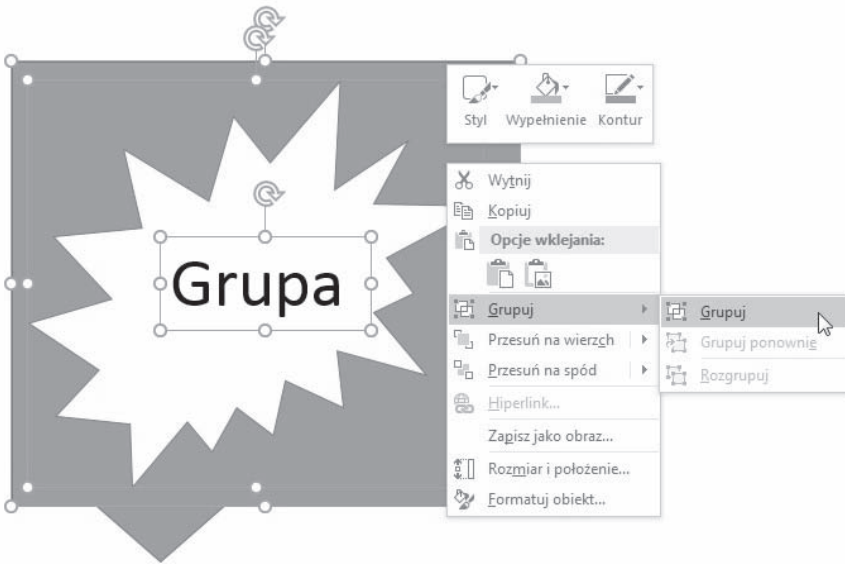 Styl Wypełnienie Kontur
Wytnij
Kopiuj
Opcje wklejania:
Grupuj
Przesuń na wierzch
Przesuń na spód
Hiperlink...
Zapisz jako obraz...
Rozmiar i położenie...
Formatuj obiekt...
Grupuj
Grupuj ponownie
Rozgrupuj
Grupa